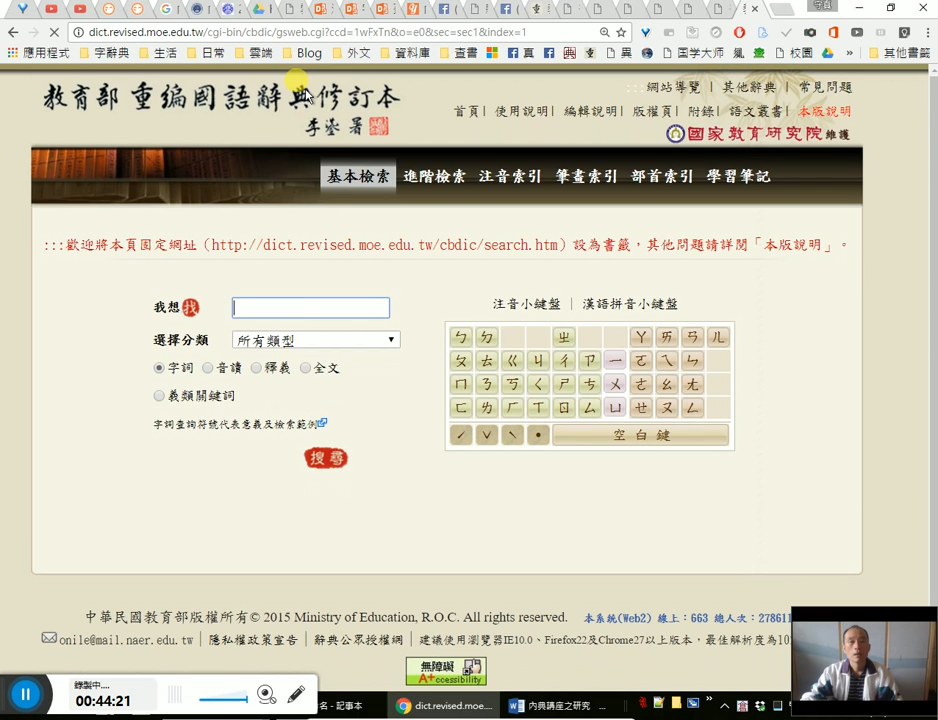 dict.revised.moe.edu.tw/cgi-bin/cbdic/gsweb.cgi?ccd=1wFxTn&o=e0&sec=sec1&index=1
應用程式 字辭典 生活 日常 雲端 Blog 外文 資料庫 查書 真 異 国学大师 校園 » 其他書籤
教育部 重編國語辭典修訂本
李鍌 署
:::網站導覽 | 其他辭典 | 常見問題
首頁| 使用說明| 編輯說明| 版權頁| 附錄| 語文叢書| 本版說明
國家教育研究院維護
基本檢索 進階檢索 注音索引 筆畫索引 部首索引 學習筆記
:::歡迎將本頁固定網址（http://dict.revised.moe.edu.tw/cbdic/search.htm）設為書籤，其他問題請詳閱「本版說明」。
我想找
注音小鍵盤 | 漢語拼音小鍵盤
選擇分類 所有類型
字詞 音讀 釋義 全文
義類關鍵詞
字詞查詢符號代表意義及檢索範例
搜尋
ㄅ ㄉ ㄓ ㄚ ㄞ ㄢ ㄦ
ㄆ ㄊ ㄍ ㄐ ㄔ ㄗ ㄧ ㄛ ㄟ ㄣ
ㄇ ㄋ ㄎ ㄑ ㄕ ㄘ ㄨ ㄜ ㄠ ㄤ
ㄈ ㄌ ㄏ ㄒ ㄖ ㄙ ㄩ ㄝ ㄡ ㄥ
ˊ ˇ ˋ ˙ 空白鍵
中華民國教育部版權所有© 2015 Ministry of Education, R.O.C. All rights reserved. 本系統(Web2) 線上：663 總人次：278611
onile@mail.naer.edu.tw | 隱私權政策宣告 | 辭典公眾授權網 | 建議使用瀏覽器IE10.0、Firefox22及Chrome27以上版本，最佳解析度為10
無障礙
A+ccessibility
錄製中....
00:44:21
名 - 記事本
dict.revised.moe....
內典講座之研究 ...